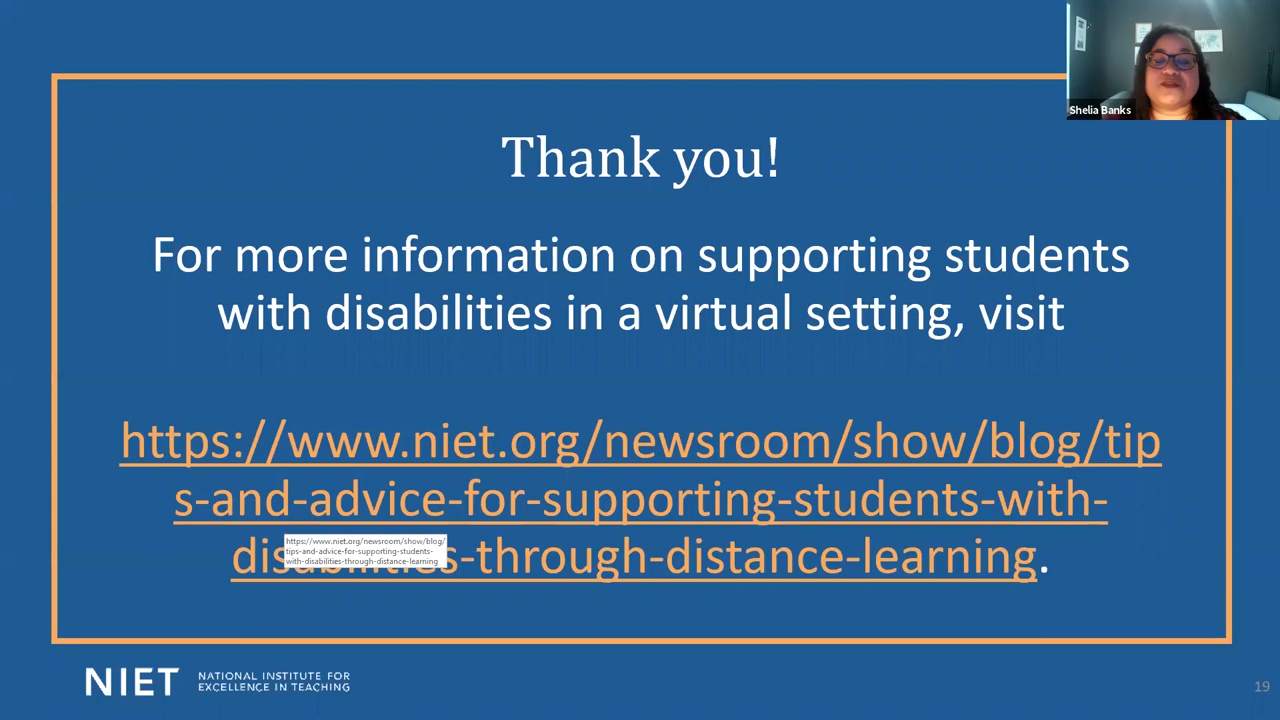 Shelia Banks
Thank you!
For more information on supporting students
with disabilities in a virtual setting, visit
https://www.niet.org/newsroom/show/blog/tip
s-and-advice-for-supporting-students-with-
disabilities-through-distance-learning.
https://www.niet.org/newsroom/show/blog/
tips-and-advice-for-supporting-students-
with-disabilities-through-distance-learning
NIET
NATIONAL INSTITUTE FOR
EXCELLENCE IN TEACHING
19